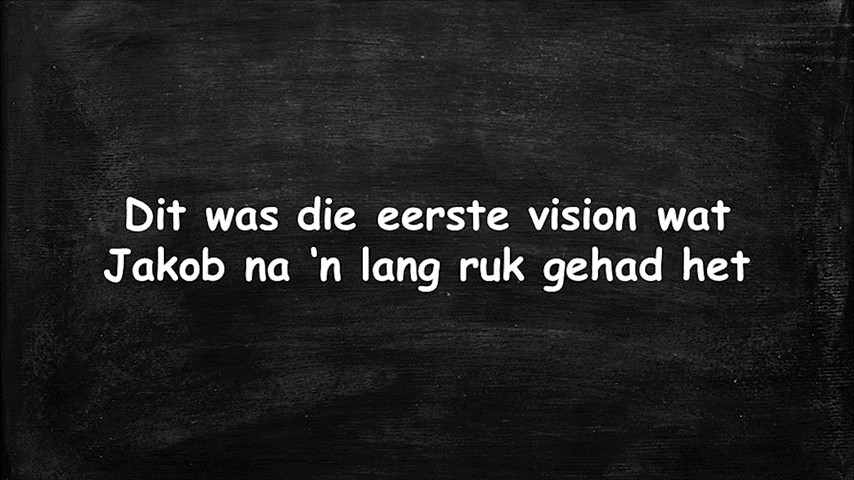 Dit was die eerste vision wat
Jakob na ‘n lang ruk gehad het